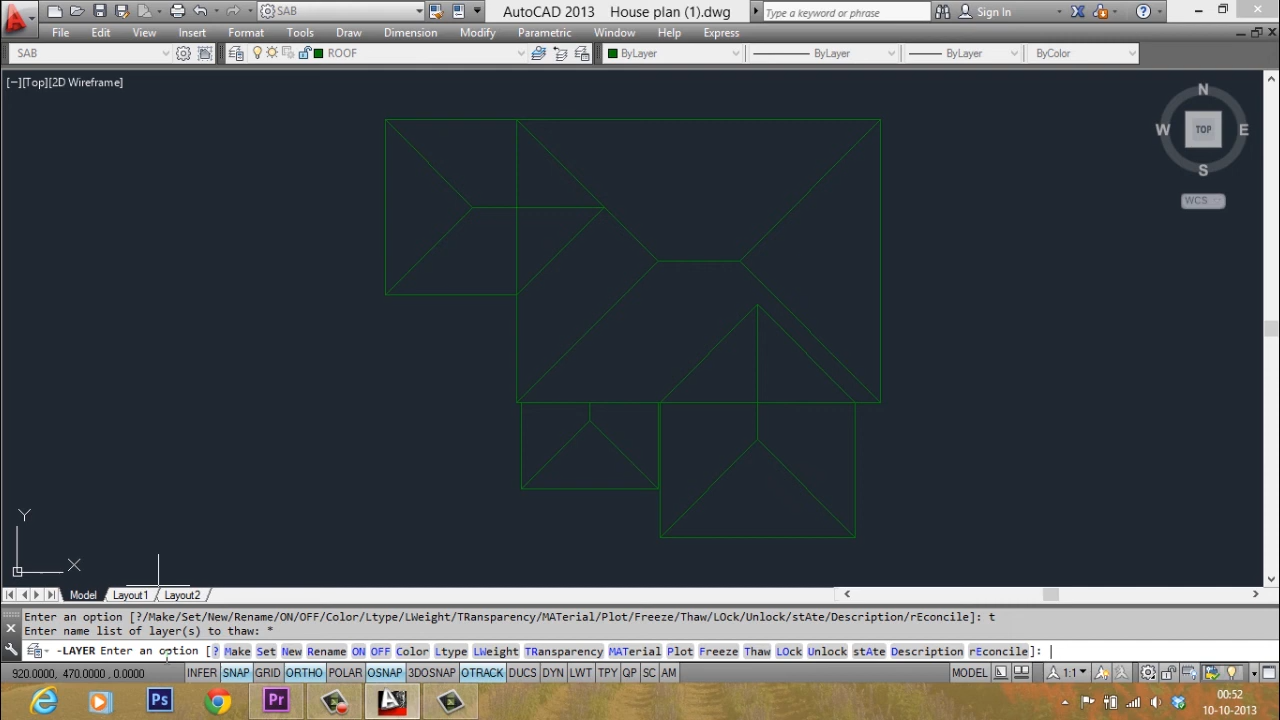 SAB
AutoCAD 2013 House plan (1).dwg
Type a keyword or phrase
Sign In
File Edit View Insert Format Tools Draw Dimension Modify Parametric Window Help Express
SAB
ROOF
ByLayer
ByLayer
ByLayer
ByColor
[−][Top][2D Wireframe]
N
W TOP E
S
WCS
Y
X
Model Layout1 Layout2
Enter an option [?/Make/Set/New/Rename/ON/OFF/Color/Ltype/LWeight/TRansparency/MATerial/Plot/Freeze/Thaw/LOck/Unlock/stAte/Description/rEconcile]: t
Enter name list of layer(s) to thaw: *
-LAYER Enter an option [? Make Set New Rename ON OFF Color Ltype LWeight TRansparency MATerial Plot Freeze Thaw LOck Unlock stAte Description rEconcile]:
920.0000, 470.0000 , 0.0000 INFER SNAP GRID ORTHO POLAR OSNAP 3DOSNAP OTRACK DUCS DYN LWT TPY QP SC AM MODEL 1:1
Ps Pr
00:52
10-10-2013